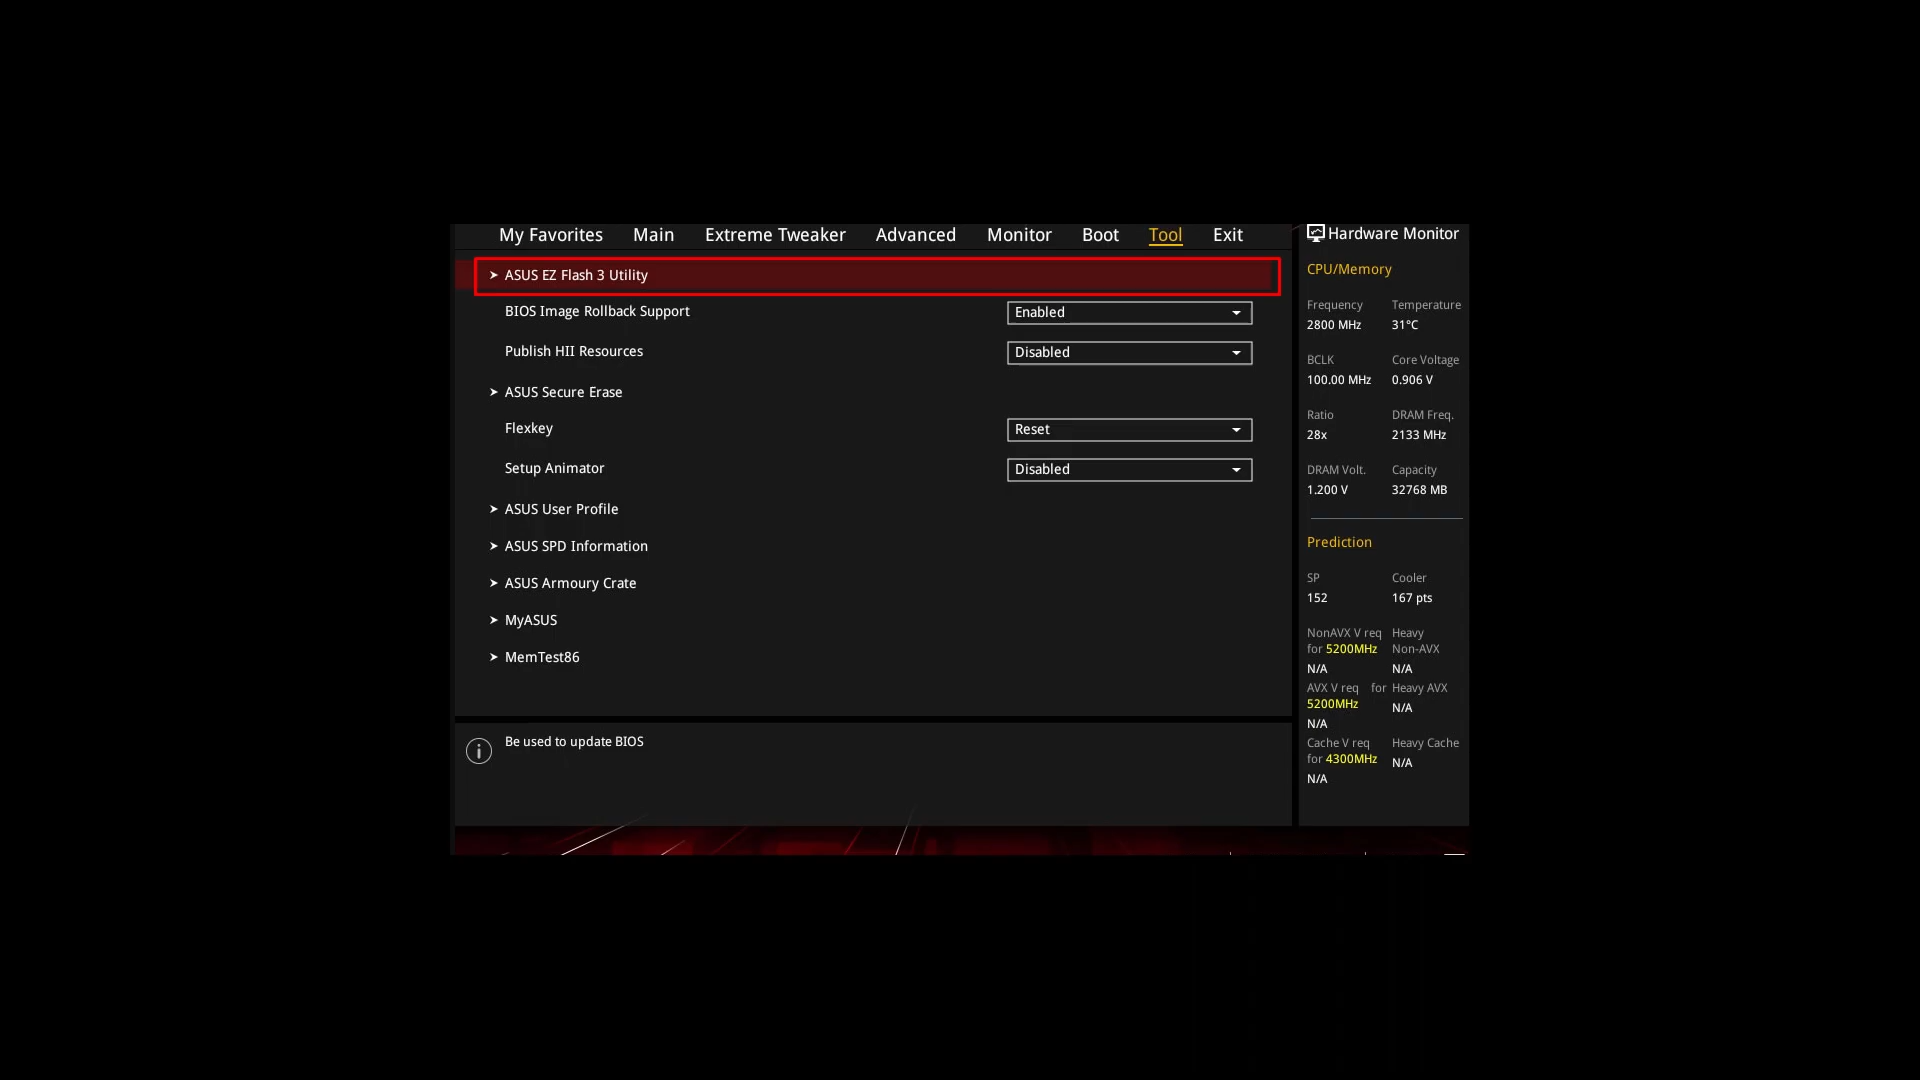 My Favorites Main Extreme Tweaker Advanced Monitor Boot Tool Exit
ASUS EZ Flash 3 Utility
BIOS Image Rollback Support Enabled
Publish HII Resources Disabled
ASUS Secure Erase
Flexkey Reset
Setup Animator Disabled
ASUS User Profile
ASUS SPD Information
ASUS Armoury Crate
MyASUS
MemTest86
Be used to update BIOS
Hardware Monitor
CPU/Memory
Frequency Temperature
2800 MHz 31°C
BCLK Core Voltage
100.00 MHz 0.906 V
Ratio DRAM Freq.
28x 2133 MHz
DRAM Volt. Capacity
1.200 V 32768 MB
Prediction
SP Cooler
152 167 pts
NonAVX V req Heavy
for 5200MHz Non-AVX
N/A N/A
AVX V req for Heavy AVX
5200MHz N/A
N/A
Cache V req Heavy Cache
for 4300MHz N/A
N/A